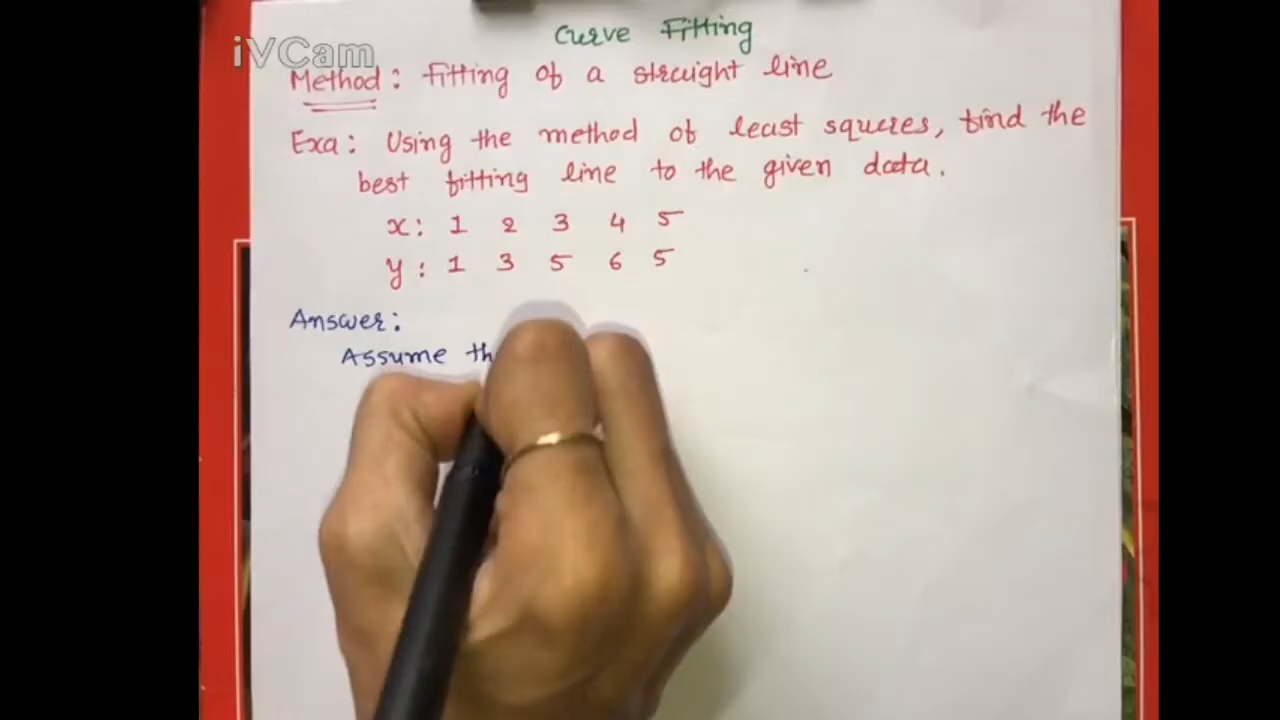 Curve Fitting
iVCam
Method: Fitting of a straight line
Exa: Using the method of least squares, find the
best fitting line to the given data.
x: 1 2 3 4 5
y: 1 3 5 6 5
Answer:
Assume th